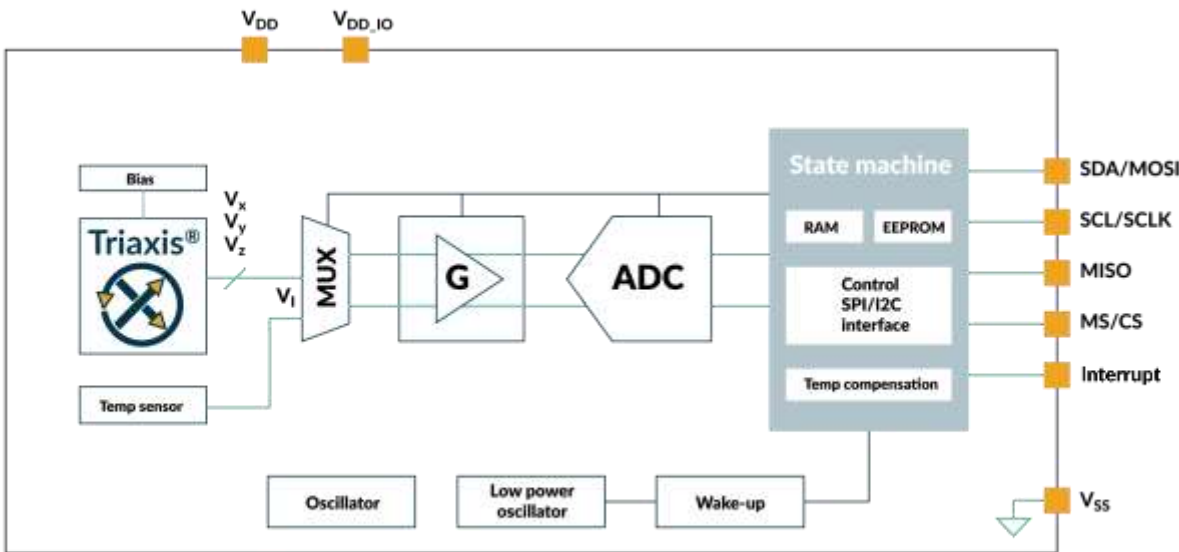 VDD
VDD_IO
State machine
SDA/MOSI
Bias
Vx
Vy
Vz
Triaxis®
RAM
EEPROM
SCL/SCLK
MUX
G
ADC
MISO
VI
Control
SPI/I2C
interface
MS/CS
Interrupt
Temp sensor
Temp compensation
Oscillator
Low power
oscillator
Wake-up
VSS